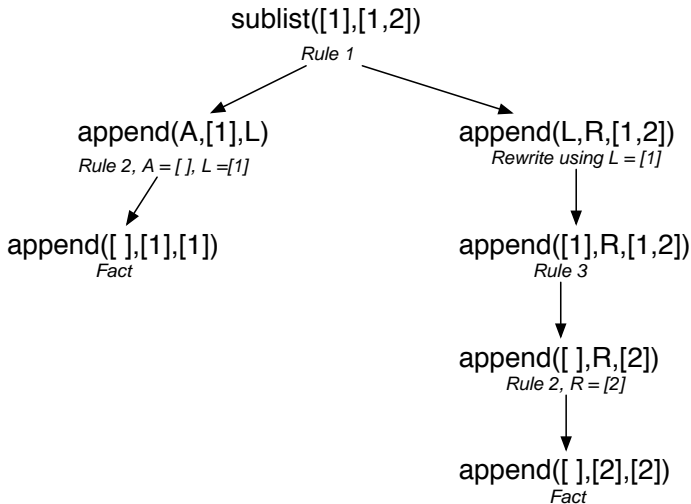 sublist([1],[1,2])
Rule 1
append(A,[1],L)
Rule 2, A = [ ], L =[1]
append([ ],[1],[1])
Fact
append(L,R,[1,2])
Rewrite using L = [1]
append([1],R,[1,2])
Rule 3
append([ ],R,[2])
Rule 2, R = [2]
append([ ],[2],[2])
Fact